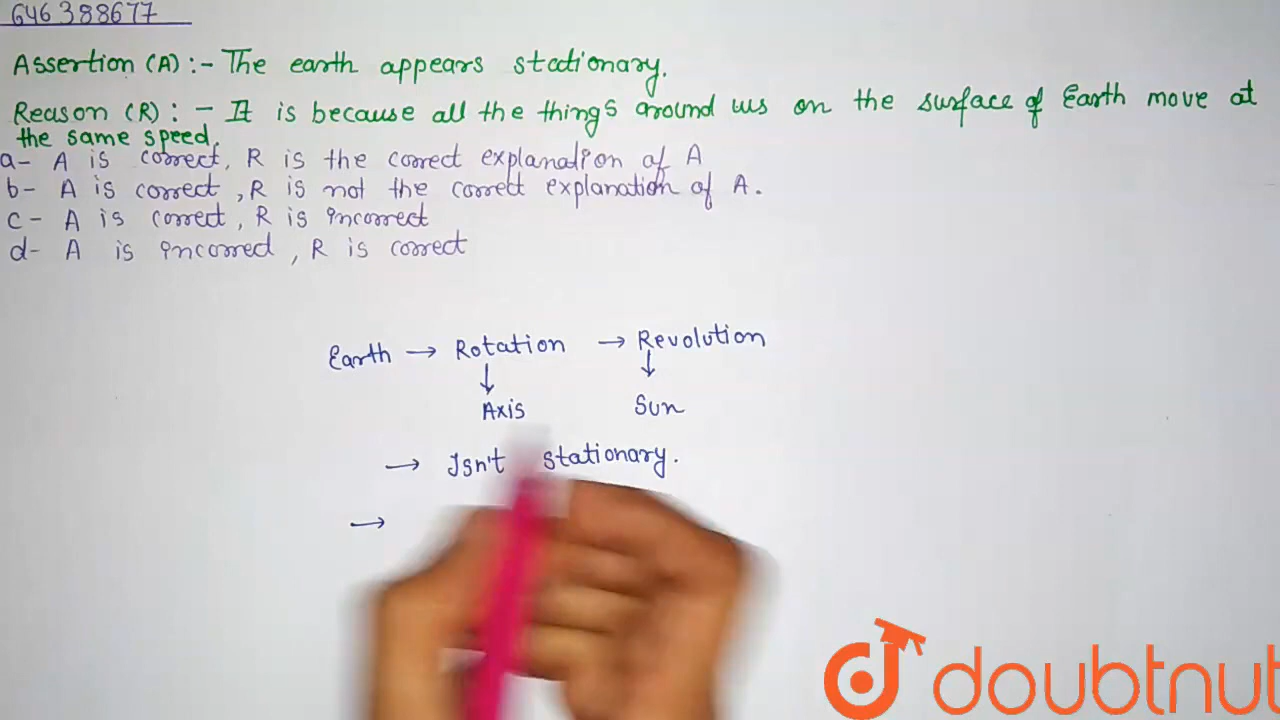 646388677
Assertion (A) :- The earth appears stationary.
Reason (R) : - It is because all the things around us on the surface of Earth move at
the same speed.
a- A is correct, R is the correct explanation of A
b- A is correct, R is not the correct explanation of A.
c- A is correct, R is incorrect
d- A is incorrect, R is correct
Earth → Rotation → Revolution
↓ ↓
Axis Sun
→ Isn't stationary.
→
doubtnut